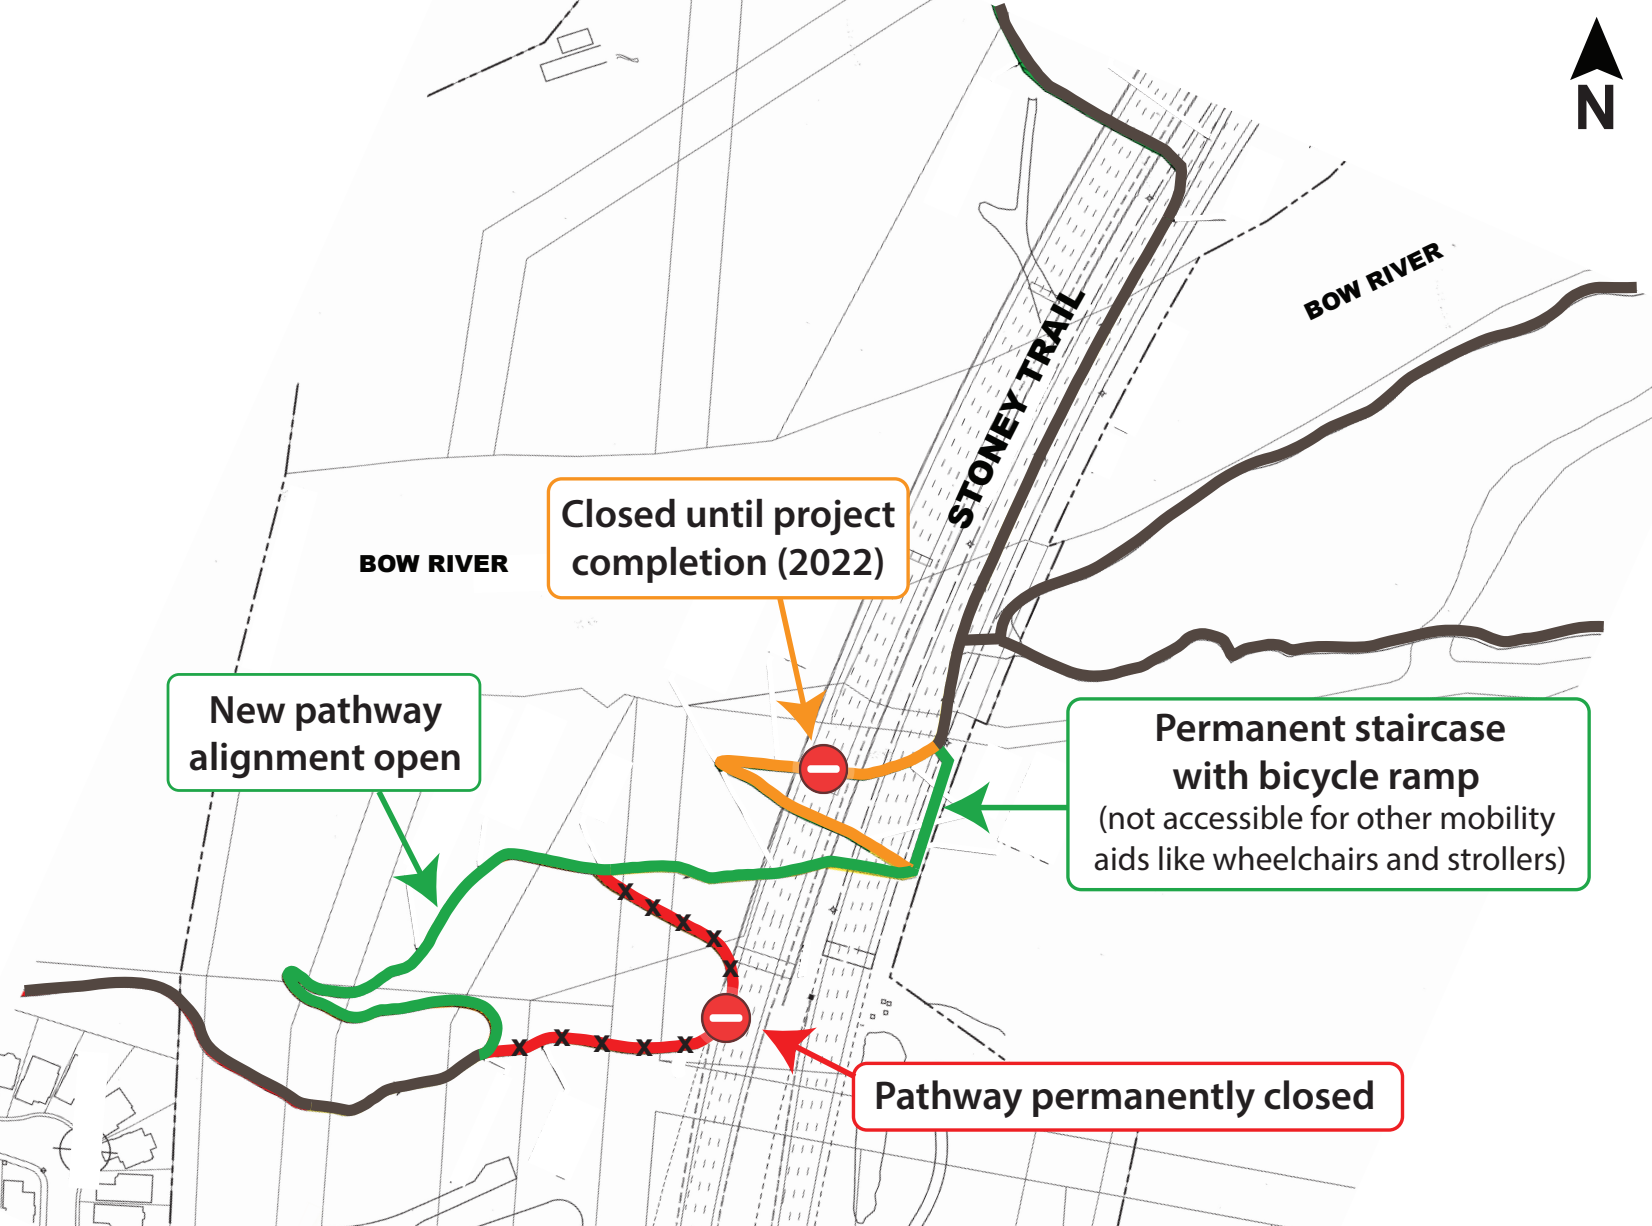 N
BOW RIVER
STONEY TRAIL
Closed until project
completion (2022)
BOW RIVER
New pathway
alignment open
Permanent staircase
with bicycle ramp
(not accessible for other mobility
aids like wheelchairs and strollers)
X
X
X
X
X
X
X
X
X
X
Pathway permanently closed